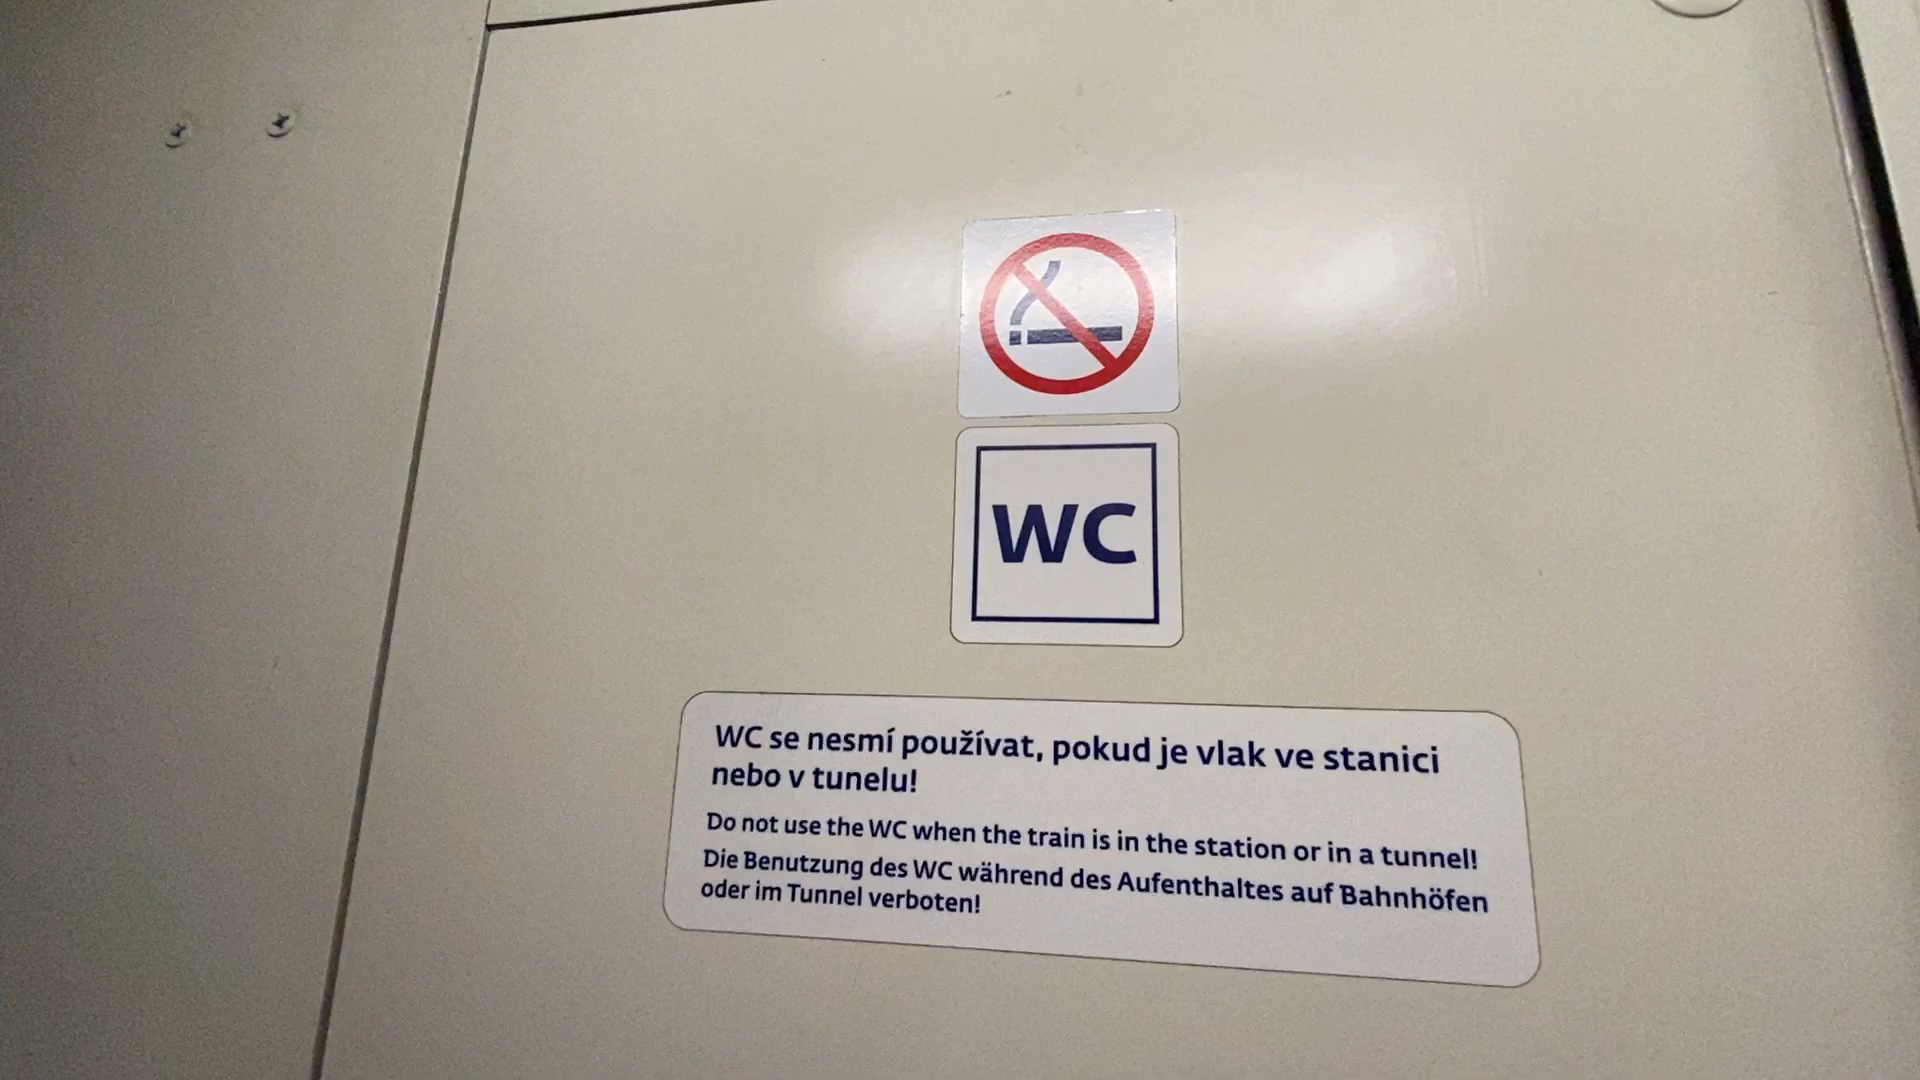 WC
WC se nesmí používat, pokud je vlak ve stanici
nebo v tunelu!
Do not use the WC when the train is in the station or in a tunnel!
Die Benutzung des WC während des Aufenthaltes auf Bahnhöfen
oder im Tunnel verboten!